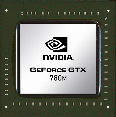 NVIDIA
GEFORCE GTX
780M